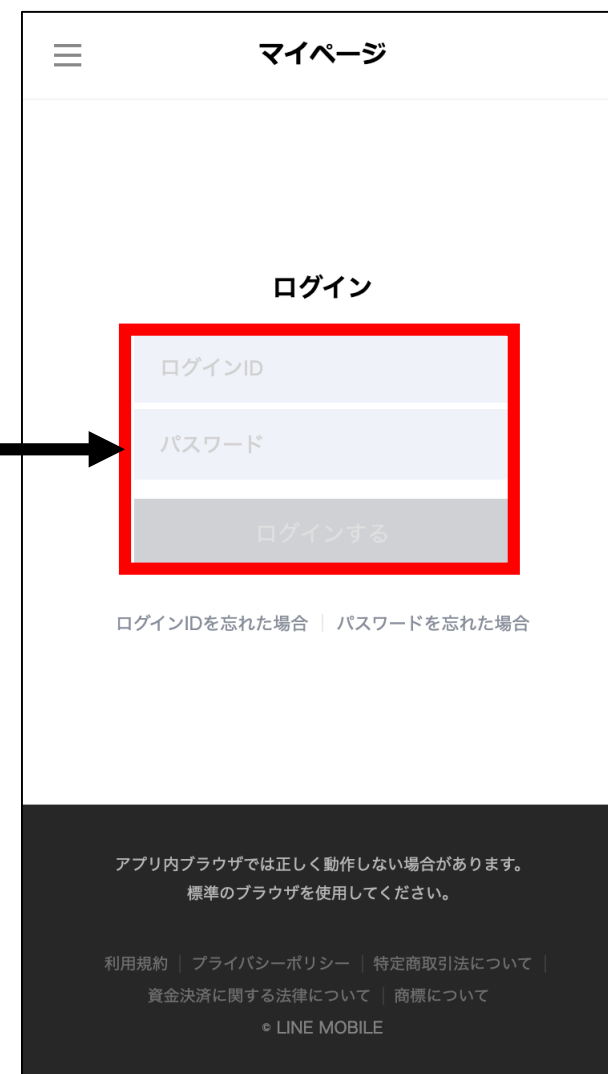 マイページ
ログイン
ログインID
パスワード
ログインする
ログインIDを忘れた場合 | パスワードを忘れた場合
アプリ内ブラウザでは正しく動作しない場合があります。
標準のブラウザを使用してください。
利用規約 | プライバシーポリシー | 特定商取引法について |
資金決済に関する法律について | 商標について
© LINE MOBILE